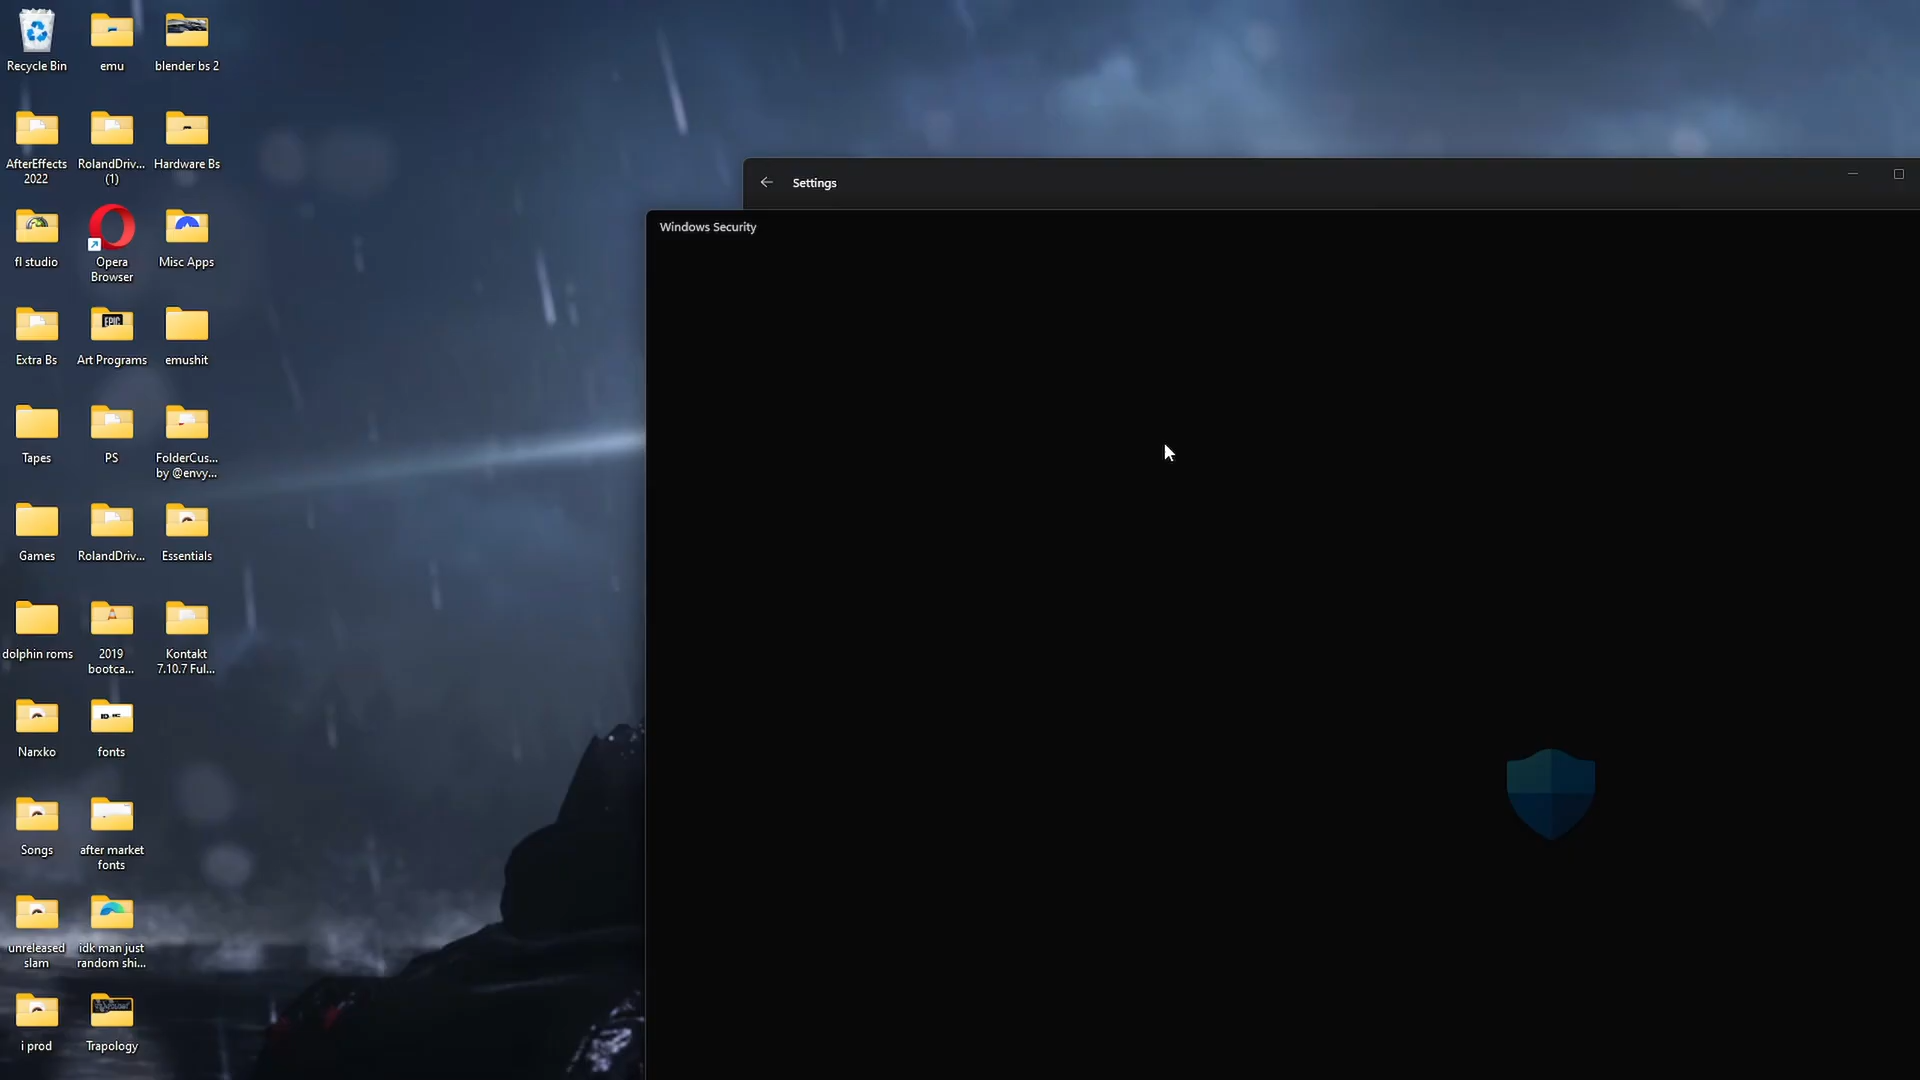 Recycle Bin
emu
blender bs 2
AfterEffects
2022
RolandDriv...
(1)
Hardware Bs
fl studio
Opera
Browser
Misc Apps
Extra Bs
EPIC
Art Programs
emushit
Tapes
PS
FolderCus...
by @envy...
Games
RolandDriv...
Essentials
dolphin roms
2019
bootca...
Kontakt
7.10.7 Ful...
Narxko
fonts
Songs
after market
fonts
unreleased
slam
idk man just
random shi...
i prod
Trapology
Settings
Windows Security